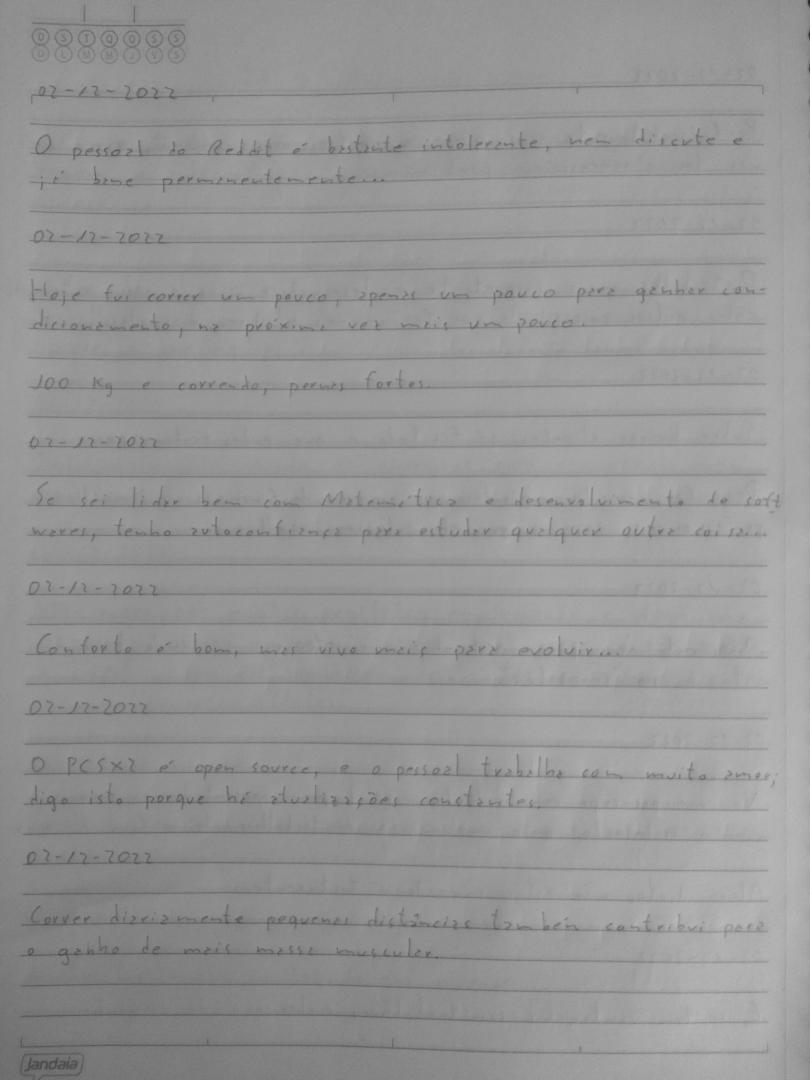 D S T Q Q S S
D L M M J V S
02-12-2022
O pessoal do Reddit é bastante intolerante, nem discute e
já bane permanentemente...
02-12-2022
Hoje fui correr um pouco, apenas um pouco para ganhar con-
dicionamento, na próxima vez mais um pouco.
100 Kg e correndo, pernas fortes.
02-12-2022
Se sei lidar bem com Matemática e desenvolvimento de soft
wares, tenho autoconfiança para estudar qualquer outra coisa...
02-12-2022
Conforto é bom, mas vivo mais para evoluir...
02-12-2022
O PCSX2 é open source, e o pessoal trabalha com muito amor;
digo isto porque há atualizações constantes.
02-12-2022
Correr diariamente pequenas distâncias também contribui para
o ganho de mais massa muscular.
Jandaia